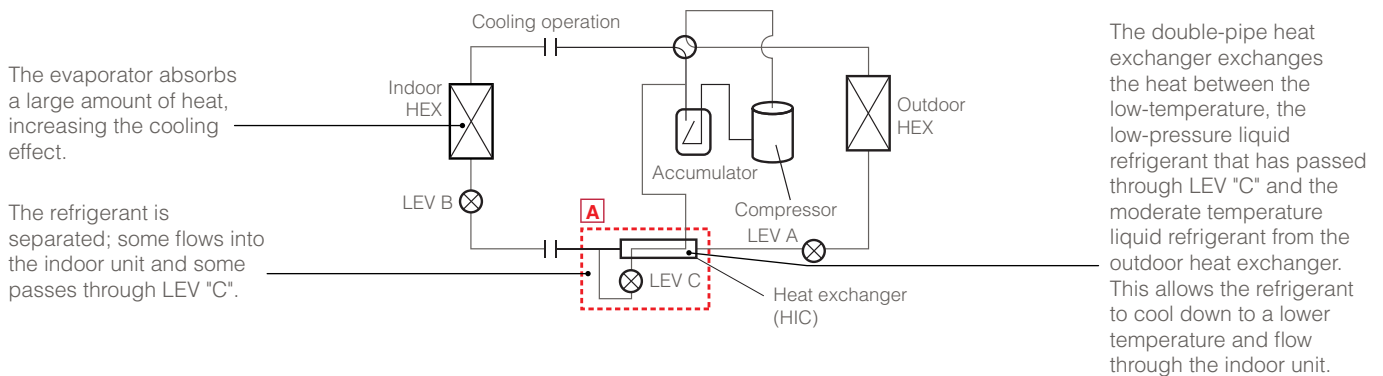 Cooling operation
The evaporator absorbs
a large amount of heat,
increasing the cooling
effect.
The refrigerant is
separated; some flows into
the indoor unit and some
passes through LEV "C".
Indoor
HEX
LEV B
Accumulator
Compressor
Outdoor
HEX
LEV A
A
LEV C
Heat exchanger
(HIC)
The double-pipe heat
exchanger exchanges
the heat between the
low-temperature, the
low-pressure liquid
refrigerant that has passed
through LEV "C" and the
moderate temperature
liquid refrigerant from the
outdoor heat exchanger.
This allows the refrigerant
to cool down to a lower
temperature and flow
through the indoor unit.